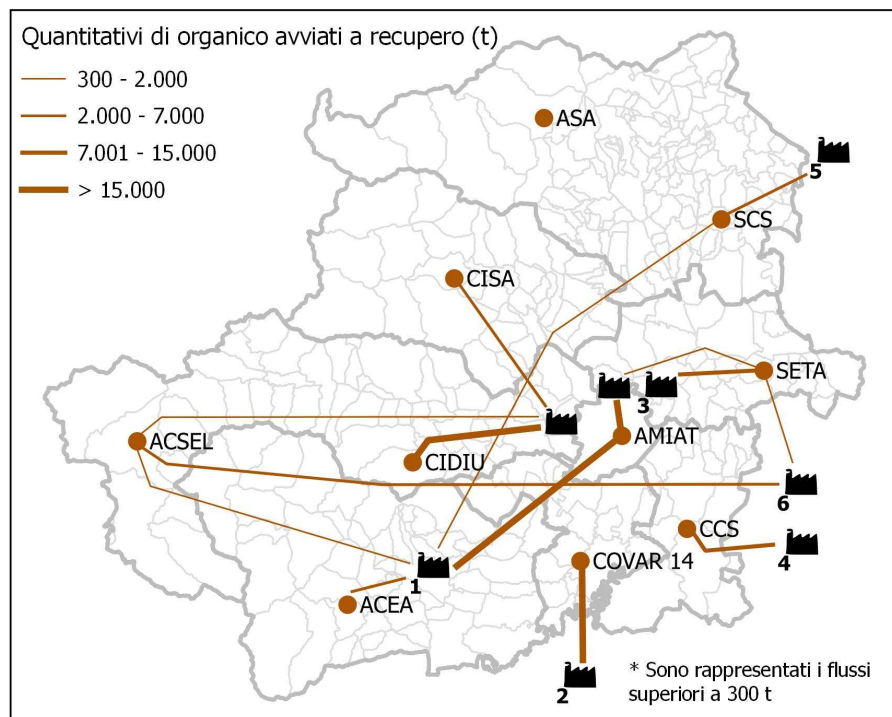 Quantitativi di organico avviati a recupero (t)
300 - 2.000
2.000 - 7.000
7.001 - 15.000
> 15.000
ASA
5
SCS
CISA
SETA
3
ACSEL
AMIAT
CIDIU
6
CCS
4
COVAR 14
1
ACEA
2
* Sono rappresentati i flussi
superiori a 300 t